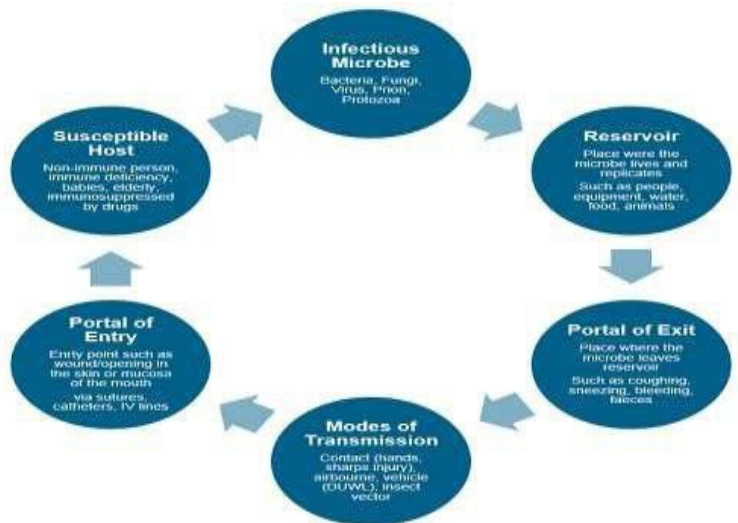 Infectious
Microbe
Bacteria, Fungi,
Virus, Prion,
Protozoa
Reservoir
Place were the
microbe lives and
replicates
Such as people,
equipment, water,
food, animals
Portal of Exit
Place where the
microbe leaves
reservoir
Such as coughing,
sneezing, bleeding,
faeces
Modes of
Transmission
Contact (hands,
sharps injury),
airbourne, vehicle
(DUWL), insect
vector
Portal of
Entry
Entry point such as
wound/opening in
the skin or mucosa
of the mouth
via sutures,
catheters, IV lines
Susceptible
Host
Non-immune person,
immune deficiency,
babies, elderly,
immunosuppressed
by drugs